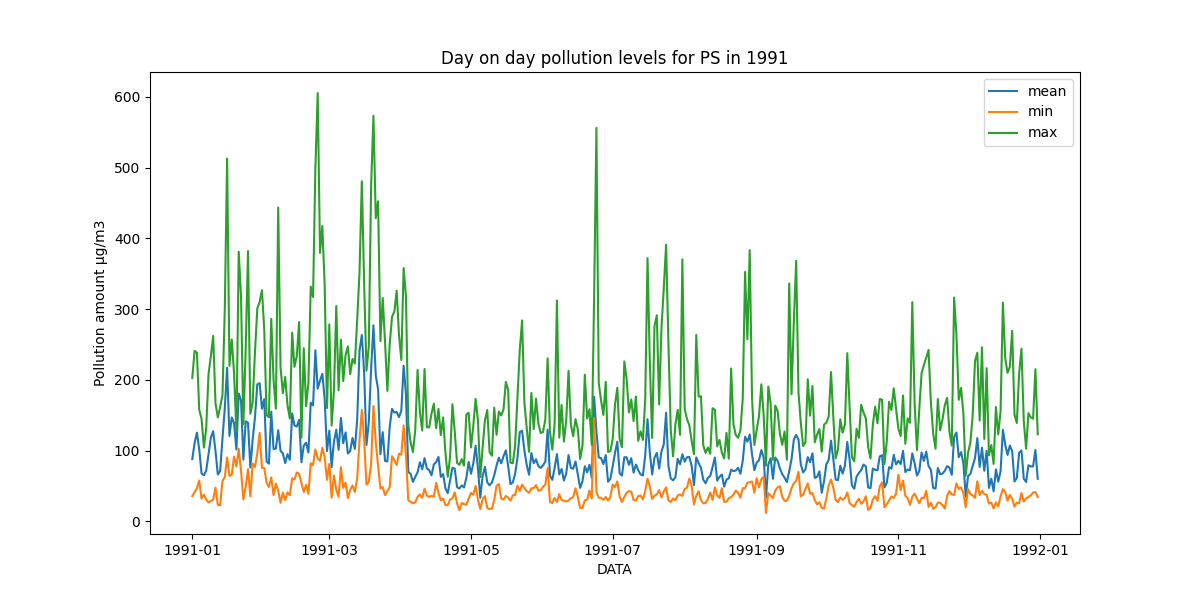 Day on day pollution levels for PS in 1991
mean
min
max
Pollution amount µg/m3
600
500
400
300
200
100
0
1991-01
1991-03
1991-05
1991-07
1991-09
1991-11
1992-01
DATA